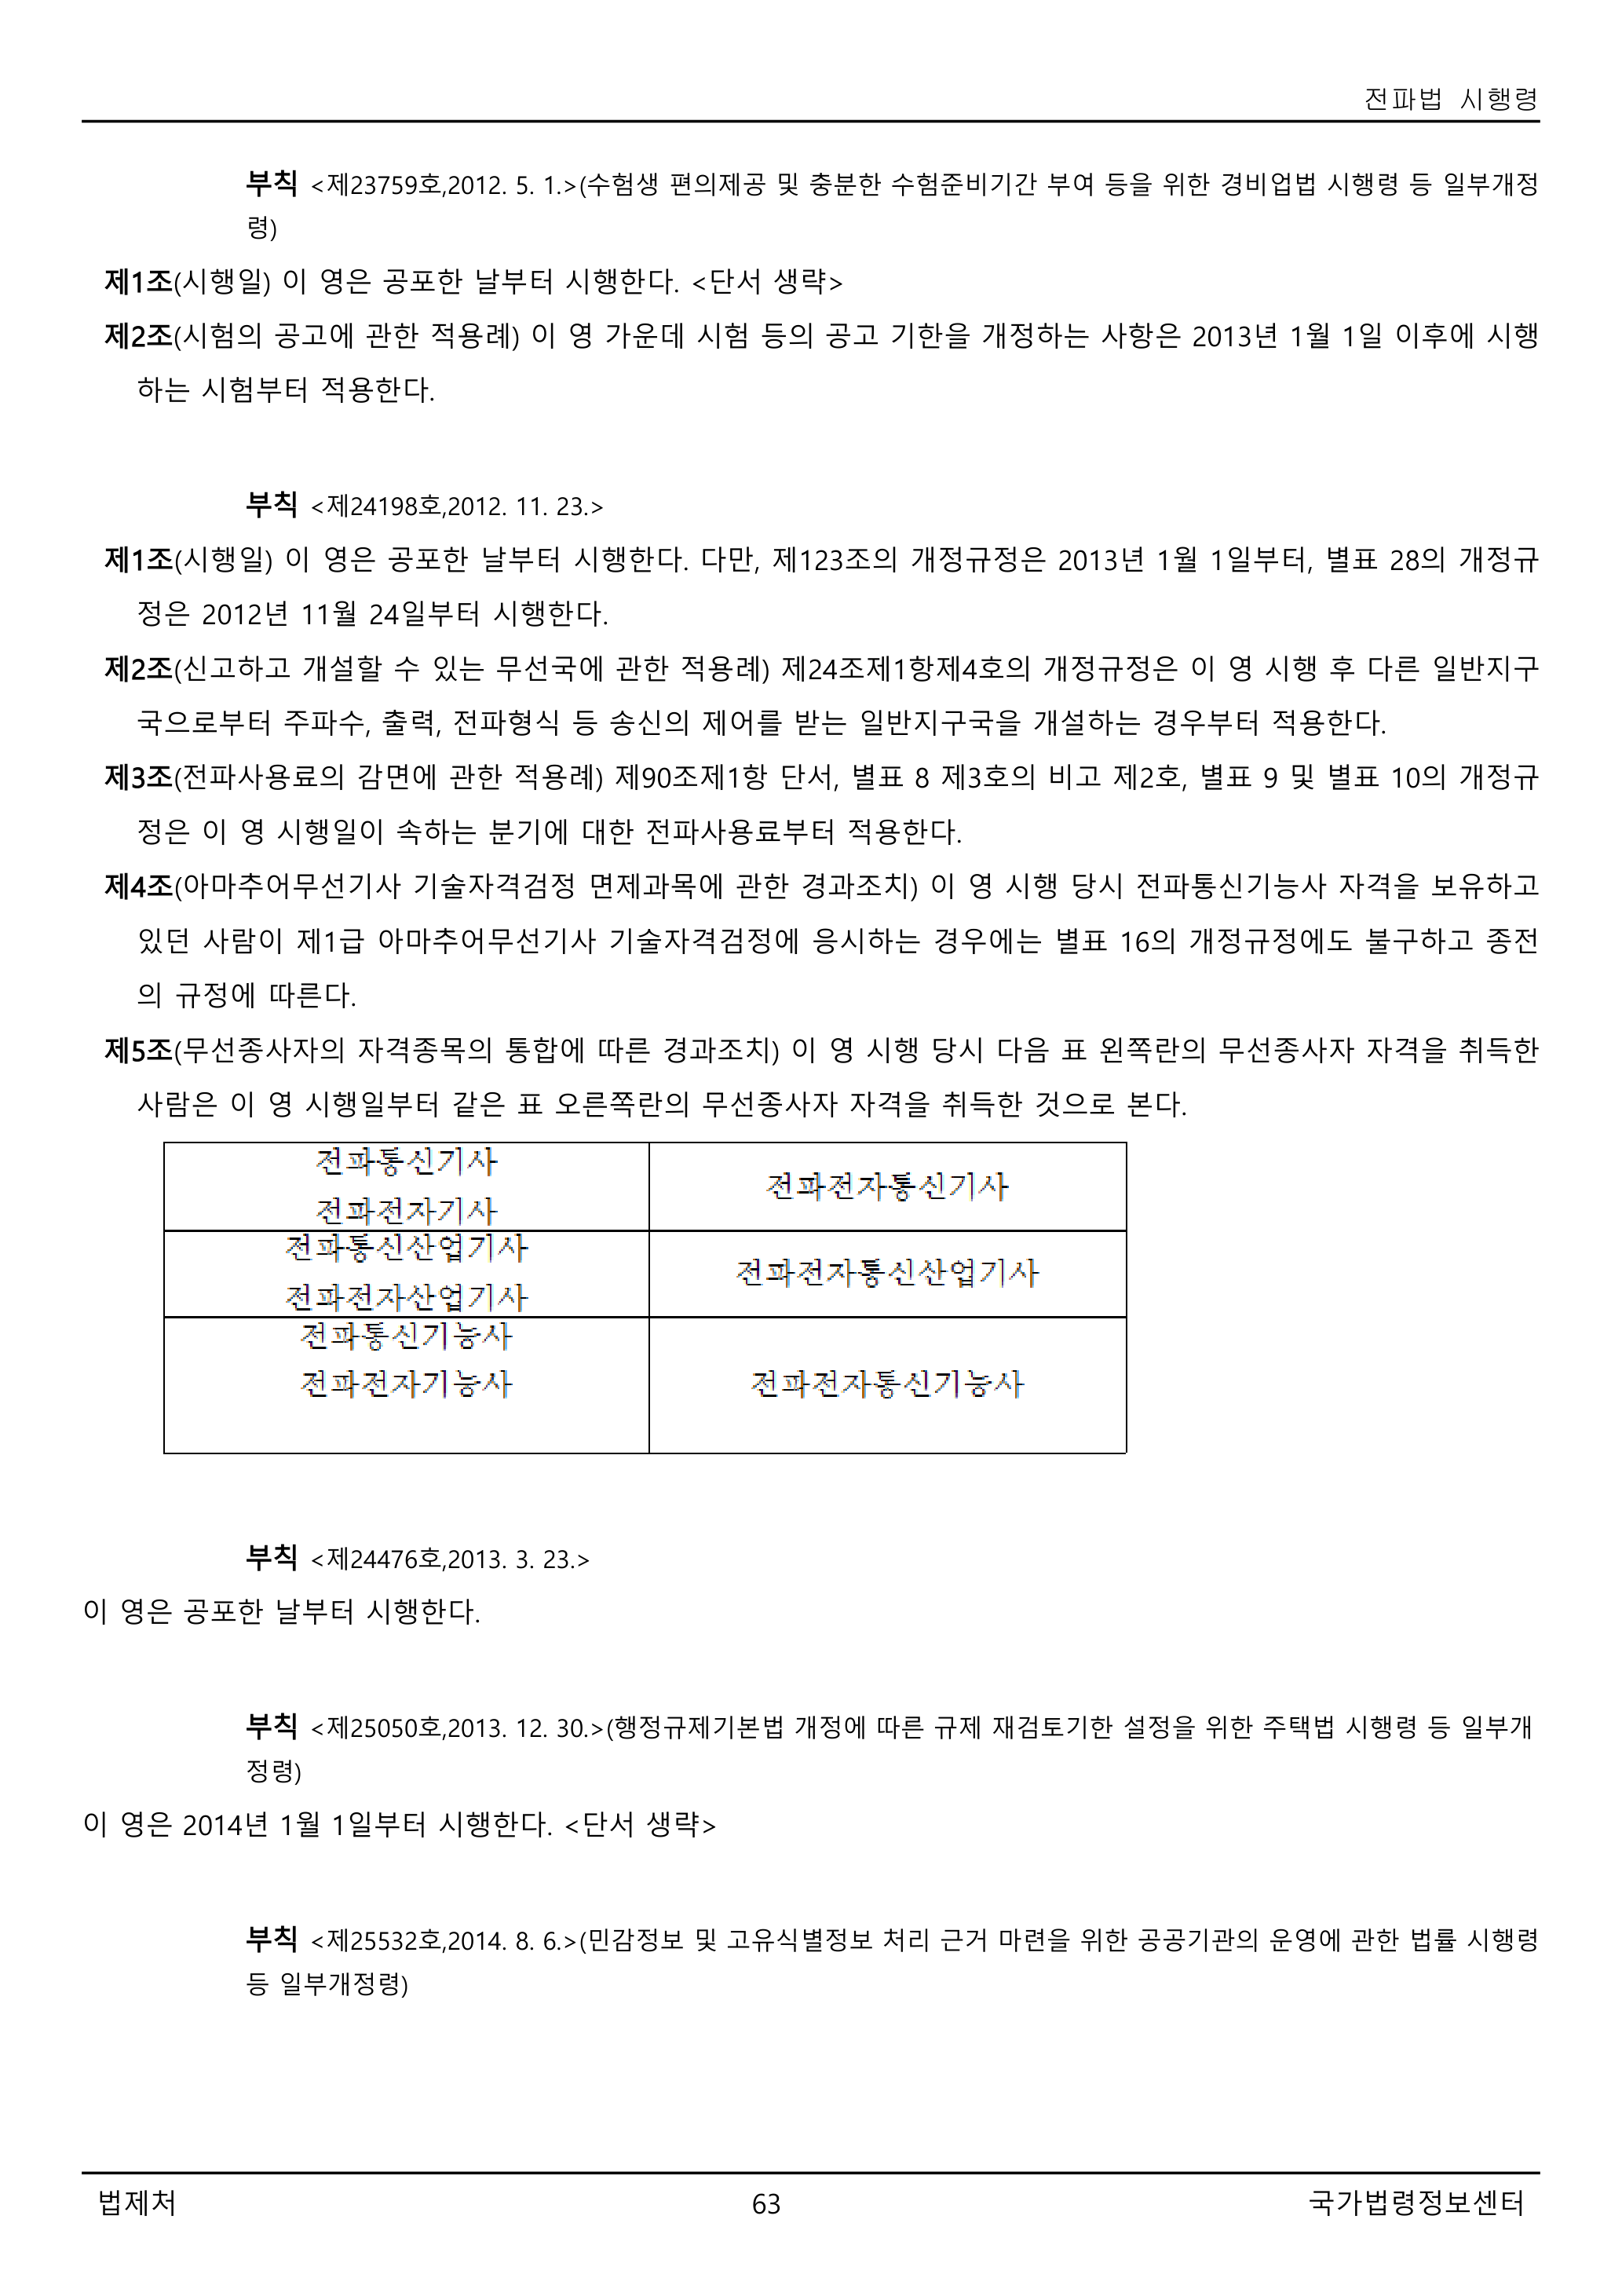 전파법 시행령
부칙 <제23759호,2012. 5. 1.>(수험생 편의제공 및 충분한 수험준비기간 부여 등을 위한 경비업법 시행령 등 일부개정
령)
제1조(시행일) 이 영은 공포한 날부터 시행한다. <단서 생략>
제2조(시험의 공고에 관한 적용례) 이 영 가운데 시험 등의 공고 기한을 개정하는 사항은 2013년 1월 1일 이후에 시행
하는 시험부터 적용한다.
부칙 <제24198호,2012. 11. 23.>
제1조(시행일) 이 영은 공포한 날부터 시행한다. 다만, 제123조의 개정규정은 2013년 1월 1일부터, 별표 28의 개정규
정은 2012년 11월 24일부터 시행한다.
제2조(신고하고 개설할 수 있는 무선국에 관한 적용례) 제24조제1항제4호의 개정규정은 이 영 시행 후 다른 일반지구
국으로부터 주파수, 출력, 전파형식 등 송신의 제어를 받는 일반지구국을 개설하는 경우부터 적용한다.
제3조(전파사용료의 감면에 관한 적용례) 제90조제1항 단서, 별표 8 제3호의 비고 제2호, 별표 9 및 별표 10의 개정규
정은 이 영 시행일이 속하는 분기에 대한 전파사용료부터 적용한다.
제4조(아마추어무선기사 기술자격검정 면제과목에 관한 경과조치) 이 영 시행 당시 전파통신기능사 자격을 보유하고
있던 사람이 제1급 아마추어무선기사 기술자격검정에 응시하는 경우에는 별표 16의 개정규정에도 불구하고 종전
의 규정에 따른다.
제5조(무선종사자의 자격종목의 통합에 따른 경과조치) 이 영 시행 당시 다음 표 왼쪽란의 무선종사자 자격을 취득한
사람은 이 영 시행일부터 같은 표 오른쪽란의 무선종사자 자격을 취득한 것으로 본다.
전파통신기사
전파전자기사
전파전자통신기사
전파통신산업기사
전파전자산업기사
전파전자통신산업기사
전파통신기능사
전파전자기능사
전파전자통신기능사
부칙 <제24476호,2013. 3. 23.>
이 영은 공포한 날부터 시행한다.
부칙 <제25050호,2013. 12. 30.>(행정규제기본법 개정에 따른 규제 재검토기한 설정을 위한 주택법 시행령 등 일부개
정령)
이 영은 2014년 1월 1일부터 시행한다. <단서 생략>
부칙 <제25532호,2014. 8. 6.>(민감정보 및 고유식별정보 처리 근거 마련을 위한 공공기관의 운영에 관한 법률 시행령
등 일부개정령)
법제처 63 국가법령정보센터